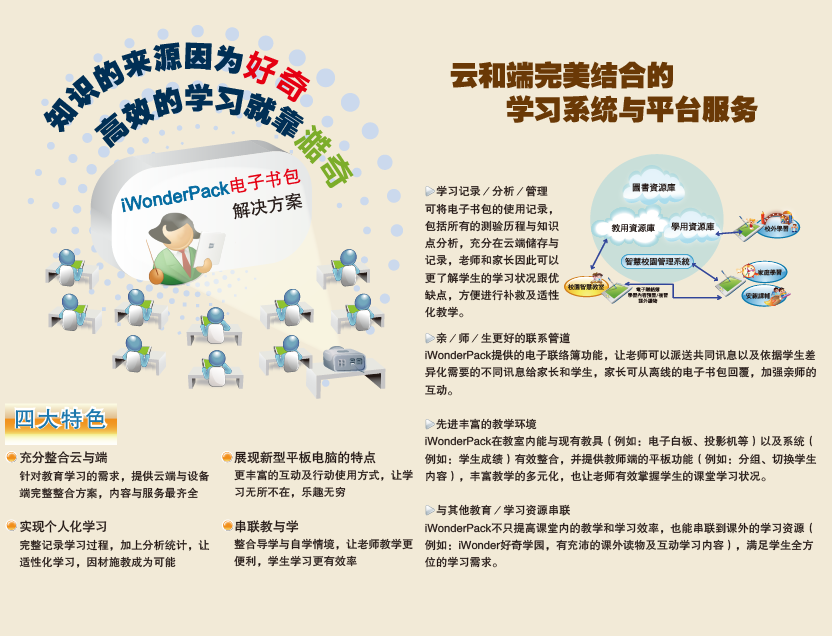 知识的来源因为好奇
高效的学习就靠澔奇
iWonderPack电子书包
解决方案
四大特色
充分整合云与端
针对教育学习的需求，提供云端与设备
端完整整合方案，内容与服务最齐全
实现个人化学习
完整记录学习过程，加上分析统计，让
适性化学习，因材施教成为可能
展现新型平板电脑的特点
更丰富的互动及行动使用方式，让学
习无所不在，乐趣无穷
串联教与学
整合导学与自学情境，让老师教学更
便利，学生学习更有效率
云和端完美结合的
学习系统与平台服务
学习记录／分析／管理
可将电子书包的使用记录，
包括所有的测验历程与知识
点分析，充分在云端储存与
记录，老师和家长因此可以
更了解学生的学习状况跟优
缺点，方便进行补救及适性
化教学。
圖書資源庫
教用資源庫
學用資源庫
智慧校園管理系統
校外學習
校園智慧教室
電子聯絡簿
學習內容預習/複習
課外讀物
家庭學習
安親課輔
亲／师／生更好的联系管道
iWonderPack提供的电子联络簿功能，让老师可以派送共同讯息以及依据学生差
异化需要的不同讯息给家长和学生，家长可从离线的电子书包回覆，加强亲师的
互动。
先进丰富的教学环境
iWonderPack在教室内能与现有教具（例如：电子白板、投影机等）以及系统（
例如：学生成绩）有效整合，并提供教师端的平板功能（例如：分组、切换学生
内容），丰富教学的多元化，也让老师有效掌握学生的课堂学习状况。
与其他教育／学习资源串联
iWonderPack不只提高课堂内的教学和学习效率，也能串联到课外的学习资源（
例如：iWonder好奇学园，有充沛的课外读物及互动学习内容），满足学生全方
位的学习需求。